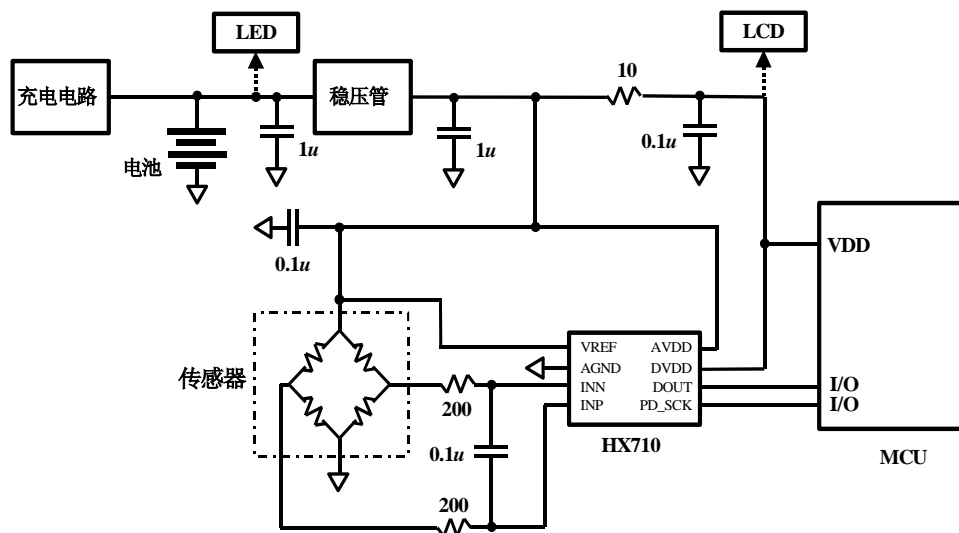 LED
LCD
充电电路
稳压管
10
1u
1u
0.1u
电池
0.1u
VDD
传感器
VREF
AGND
INN
INP
AVDD
DVDD
DOUT
PD_SCK
I/O
I/O
200
0.1u
HX710
MCU
200